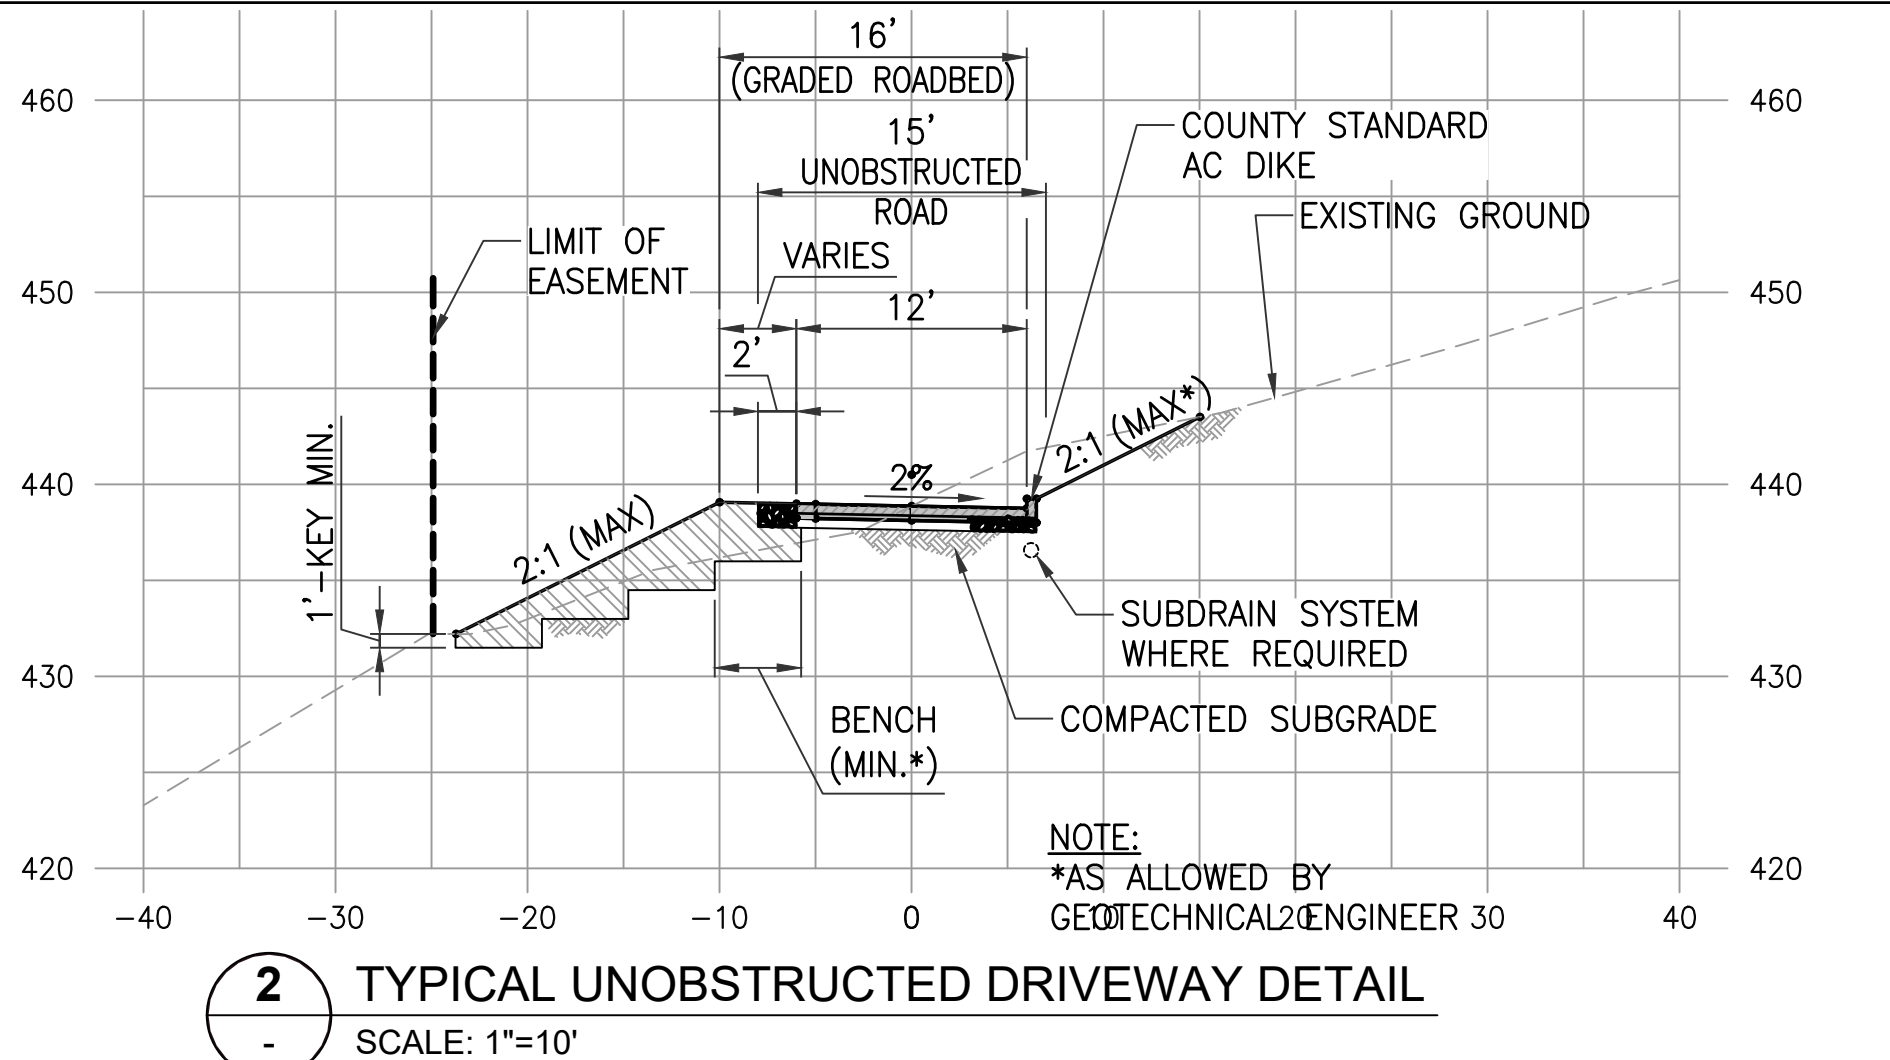 16'
(GRADED ROADBED)
460
460
15'
UNOBSTRUCTED
ROAD
COUNTY STANDARD
AC DIKE
EXISTING GROUND
LIMIT OF
EASEMENT
VARIES
450
450
12'
2'
1'-KEY MIN.
2:1 (MAX)
2%
2:1 (MAX*)
440
440
SUBDRAIN SYSTEM
WHERE REQUIRED
430
430
BENCH
(MIN.*)
COMPACTED SUBGRADE
NOTE:
*AS ALLOWED BY
GEOTECHNICAL ENGINEER
420
420
-40 -30 -20 -10 0 10 20 30 40
2 TYPICAL UNOBSTRUCTED DRIVEWAY DETAIL
- SCALE: 1"=10'